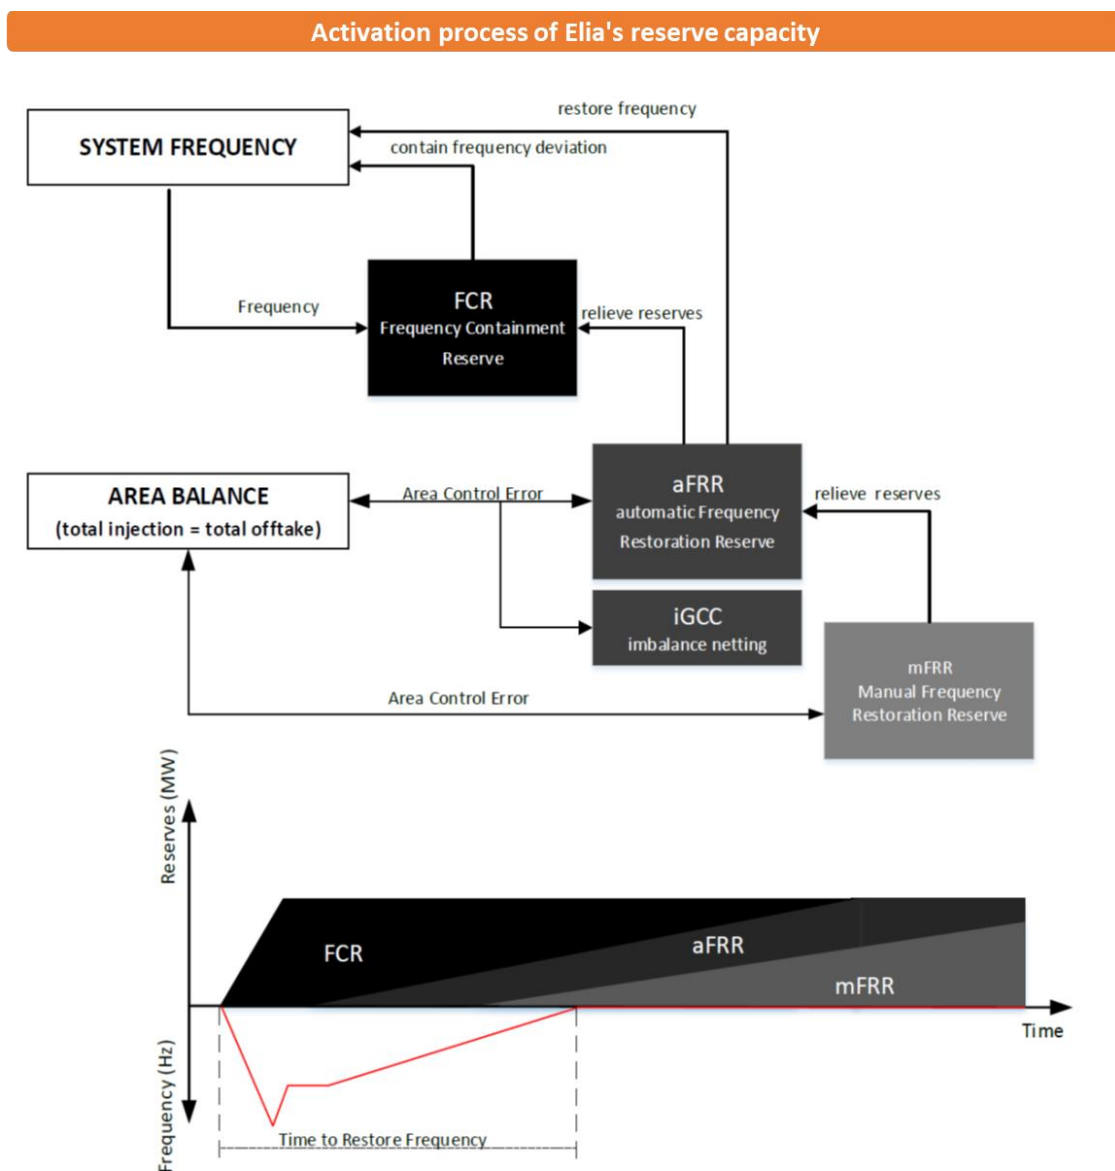 Activation process of Elia's reserve capacity
restore frequency
SYSTEM FREQUENCY
contain frequency deviation
FCR
Frequency Containment
Reserve
Frequency
relieve reserves
AREA BALANCE
(total injection = total offtake)
Area Control Error
aFRR
automatic Frequency
Restoration Reserve
relieve reserves
iGCC
imbalance netting
mFRR
Manual Frequency
Restoration Reserve
Area Control Error
Reserves (MW)
FCR
aFRR
mFRR
Time
Frequency (Hz)
Time to Restore Frequency